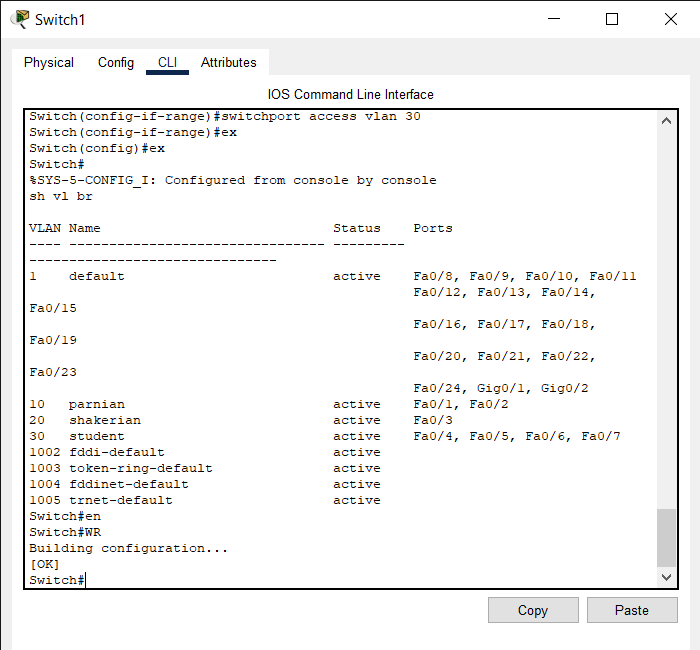 Switch1
Physical Config CLI Attributes
IOS Command Line Interface
Switch(config-if-range)#switchport access vlan 30
Switch(config-if-range)#ex
Switch(config)#ex
Switch#
%SYS-5-CONFIG_I: Configured from console by console
sh vl br

VLAN Name                             Status    Ports
---- -------------------------------- ---------
-------------------------------
1    default                          active    Fa0/8, Fa0/9, Fa0/10, Fa0/11
                                                Fa0/12, Fa0/13, Fa0/14,
Fa0/15
                                                Fa0/16, Fa0/17, Fa0/18,
Fa0/19
                                                Fa0/20, Fa0/21, Fa0/22,
Fa0/23
                                                Fa0/24, Gig0/1, Gig0/2
10   parnian                          active    Fa0/1, Fa0/2
20   shakerian                        active    Fa0/3
30   student                          active    Fa0/4, Fa0/5, Fa0/6, Fa0/7
1002 fddi-default                     active
1003 token-ring-default               active
1004 fddinet-default                  active
1005 trnet-default                    active
Switch#en
Switch#WR
Building configuration...
[OK]
Switch#
Copy Paste